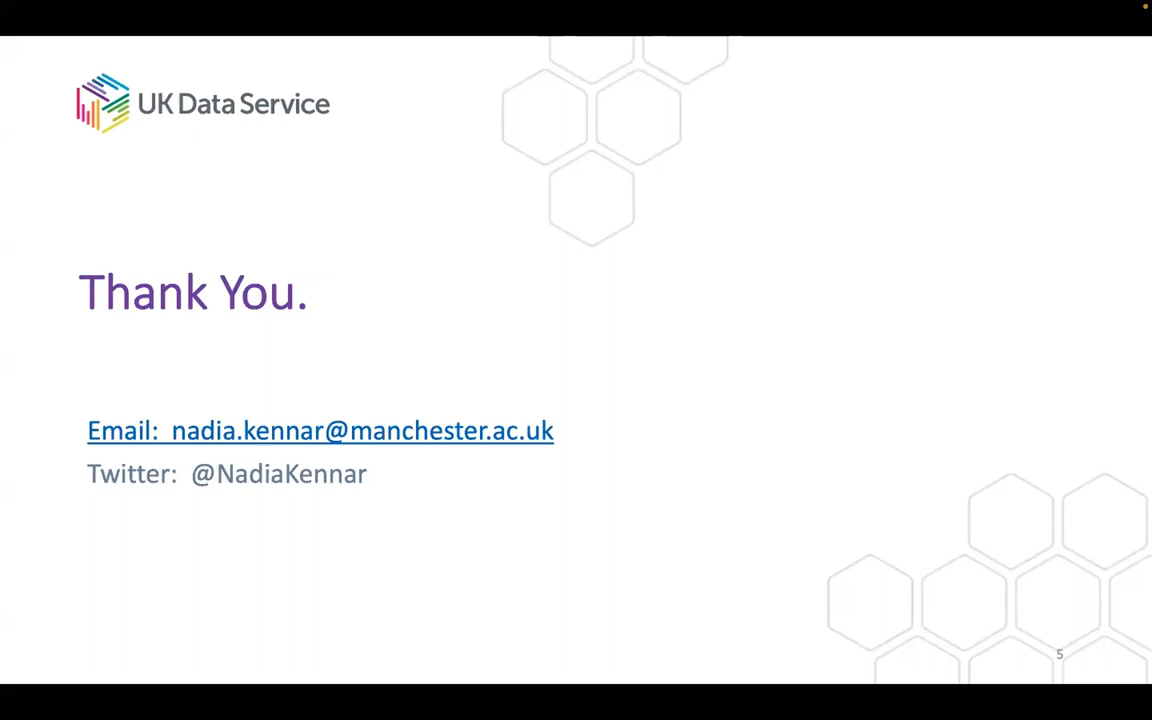 UK Data Service
Thank You.
Email:  nadia.kennar@manchester.ac.uk
Twitter:  @NadiaKennar
5